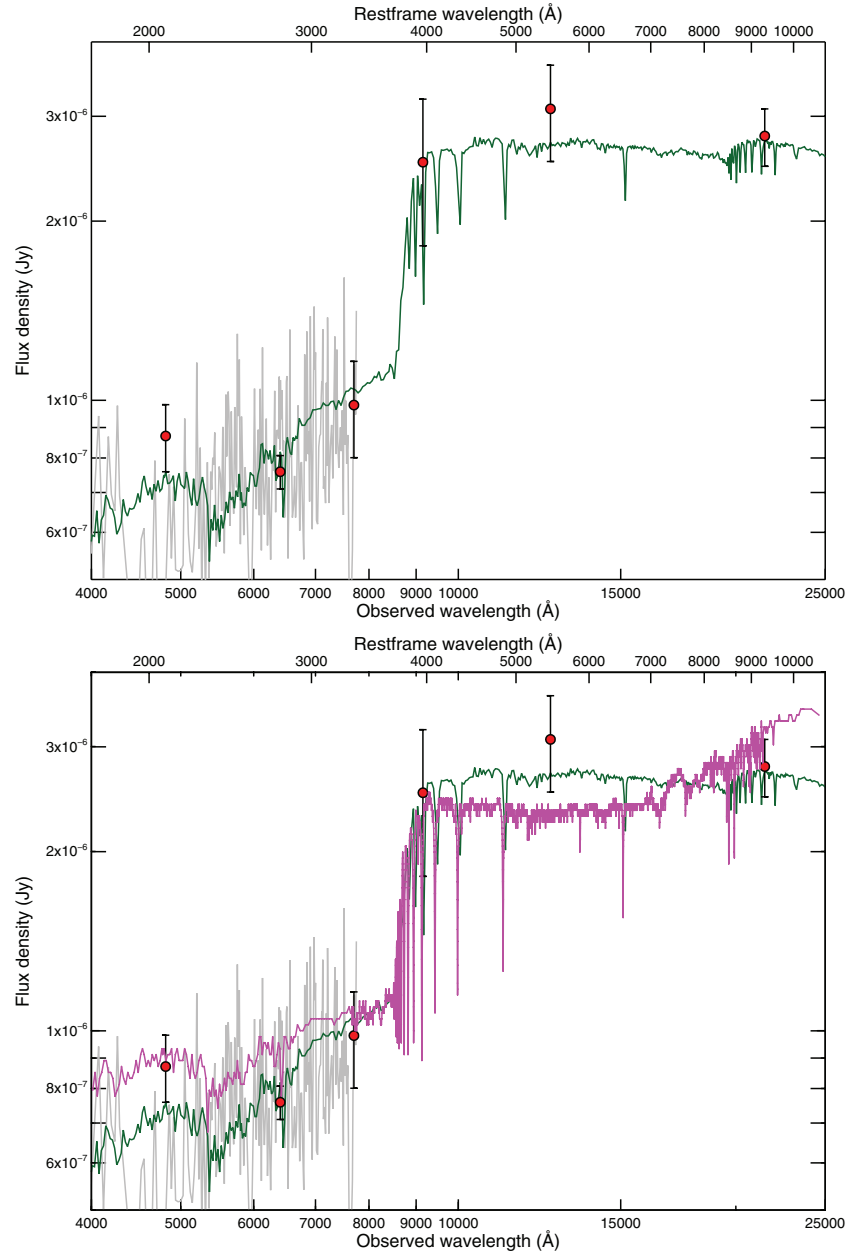 Restframe wavelength (Å)
2000 3000 4000 5000 6000 7000 8000 9000 10000
Flux density (Jy)
3x10⁻⁶
2x10⁻⁶
1x10⁻⁶
8x10⁻⁷
6x10⁻⁷
4000 5000 6000 7000 8000 9000 10000 15000 25000
Observed wavelength (Å)
Restframe wavelength (Å)
2000 3000 4000 5000 6000 7000 8000 9000 10000
Flux density (Jy)
3x10⁻⁶
2x10⁻⁶
1x10⁻⁶
8x10⁻⁷
6x10⁻⁷
4000 5000 6000 7000 8000 9000 10000 15000 25000
Observed wavelength (Å)